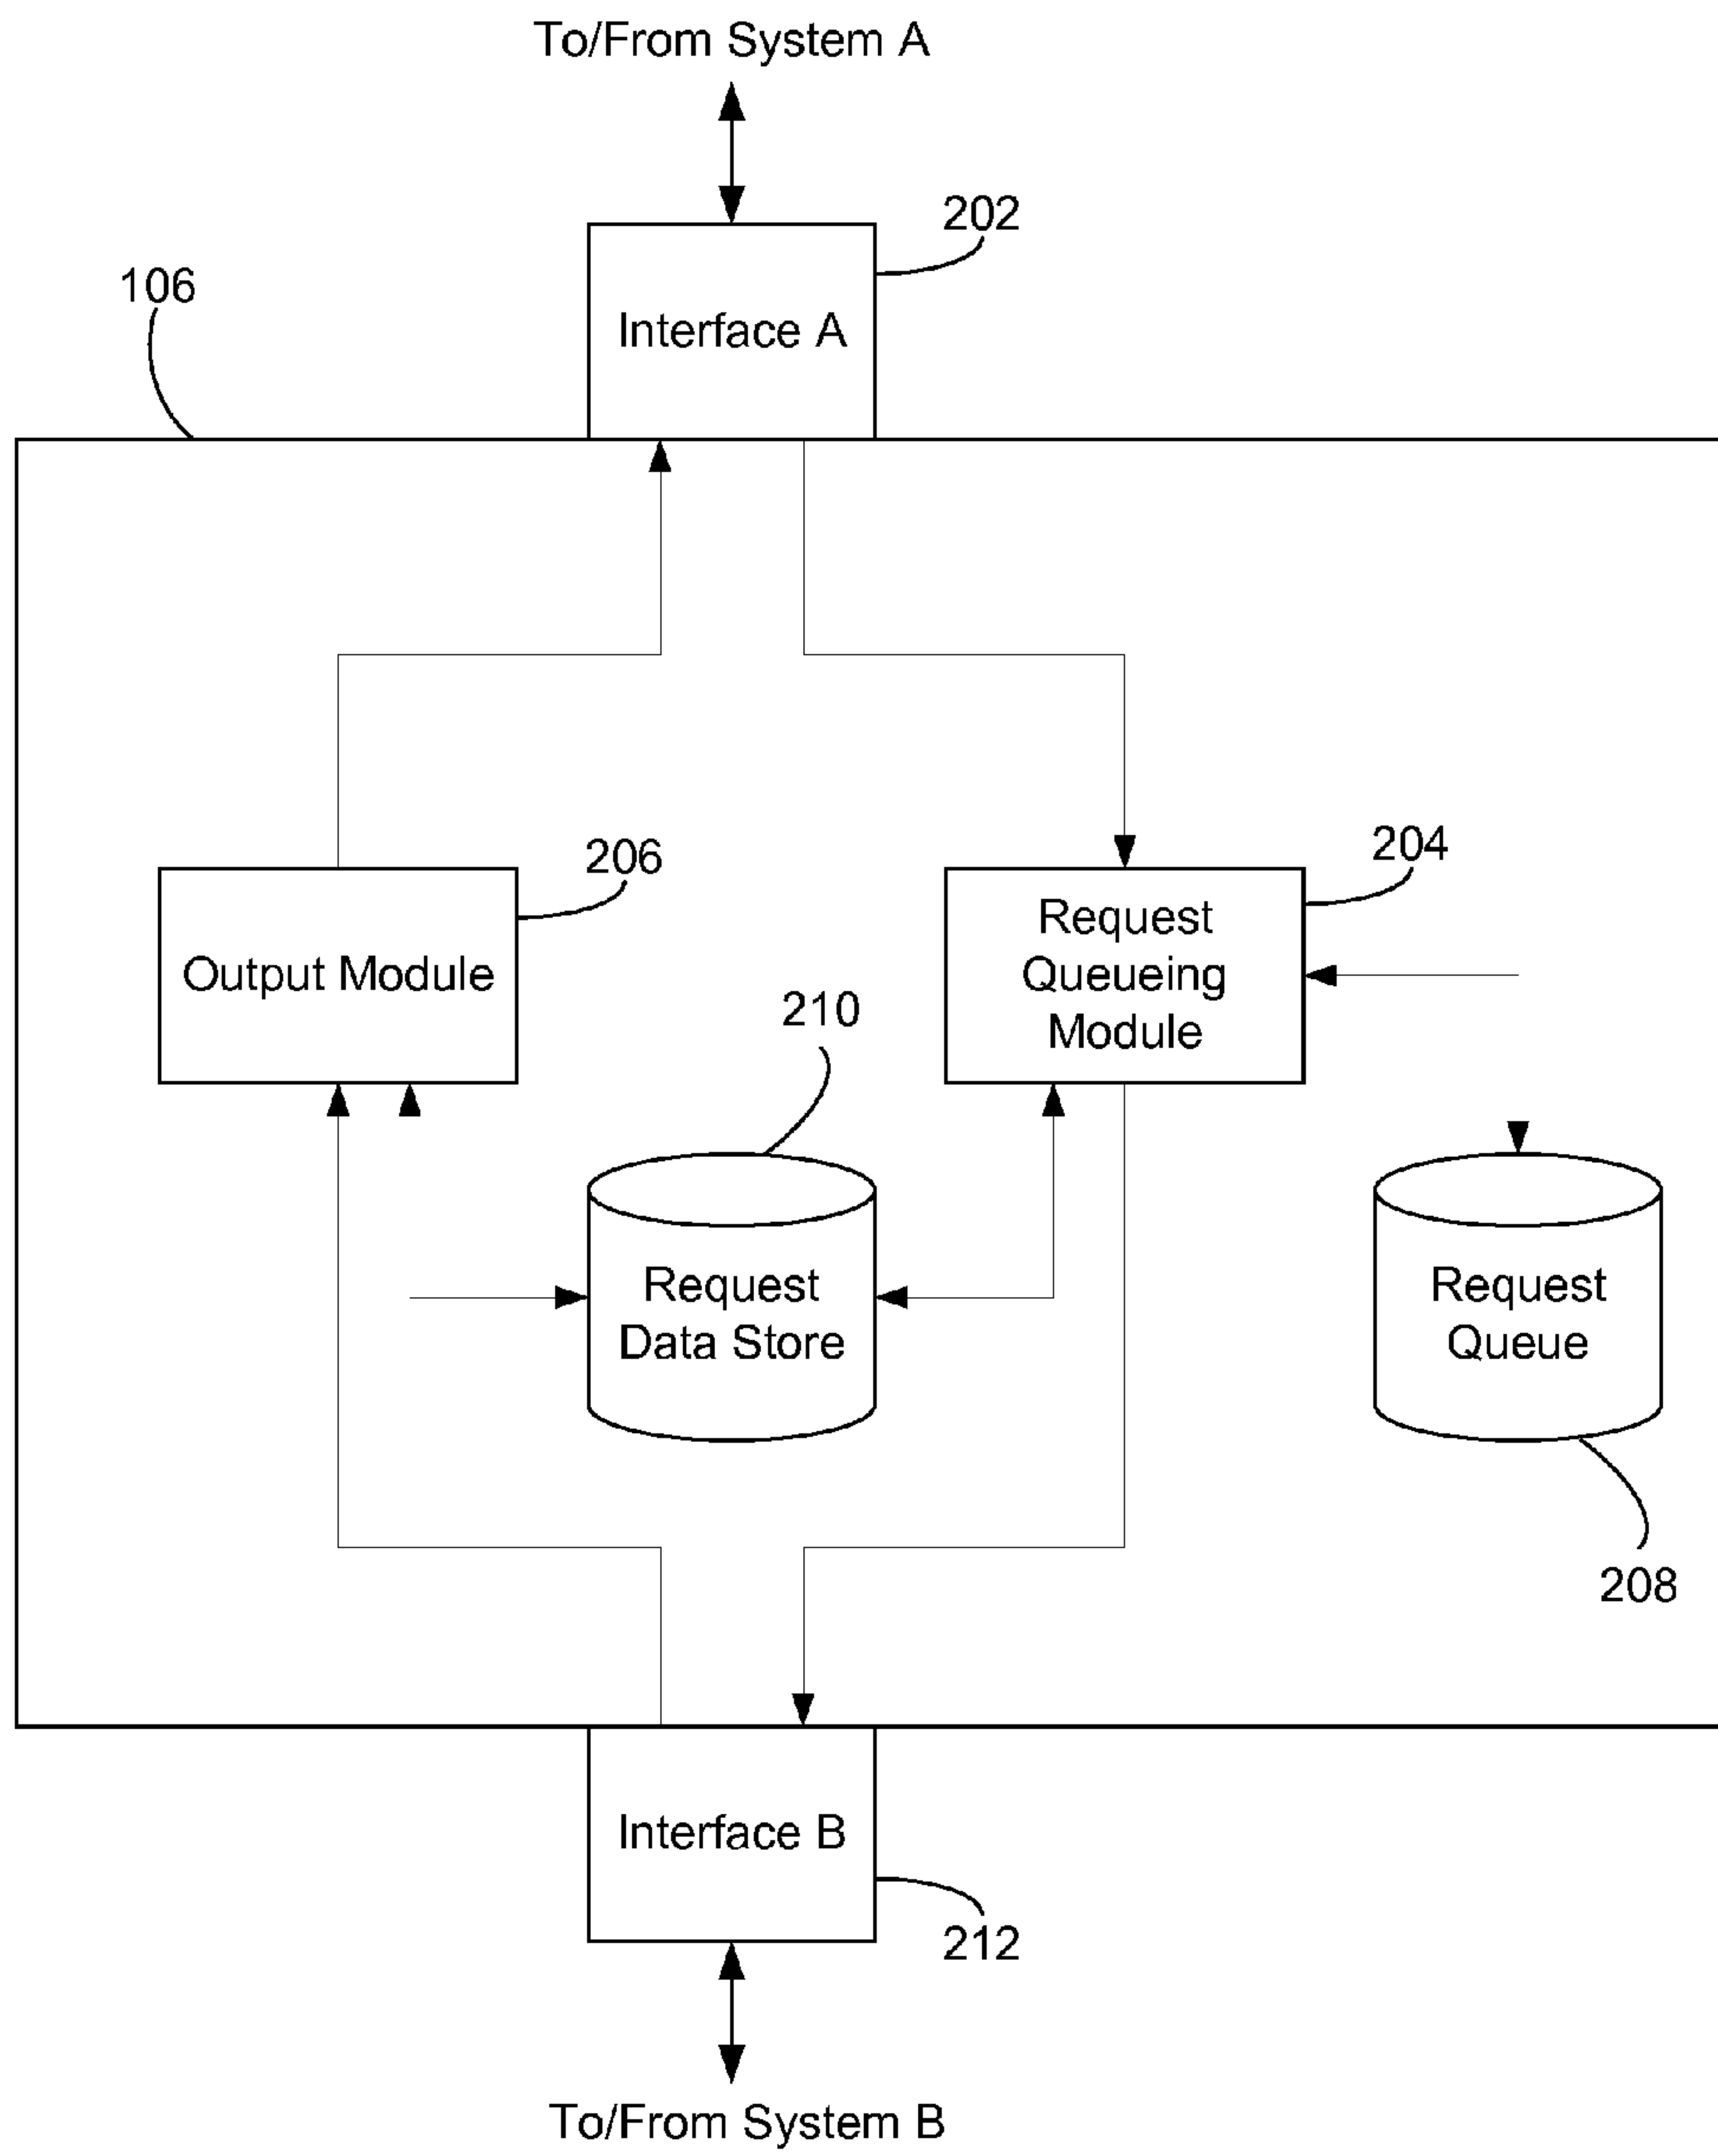 To/From System A
202
106
Interface A
206
204
Output Module
Request
Queueing
Module
210
Request
Data Store
Request
Queue
208
Interface B
212
To/From System B